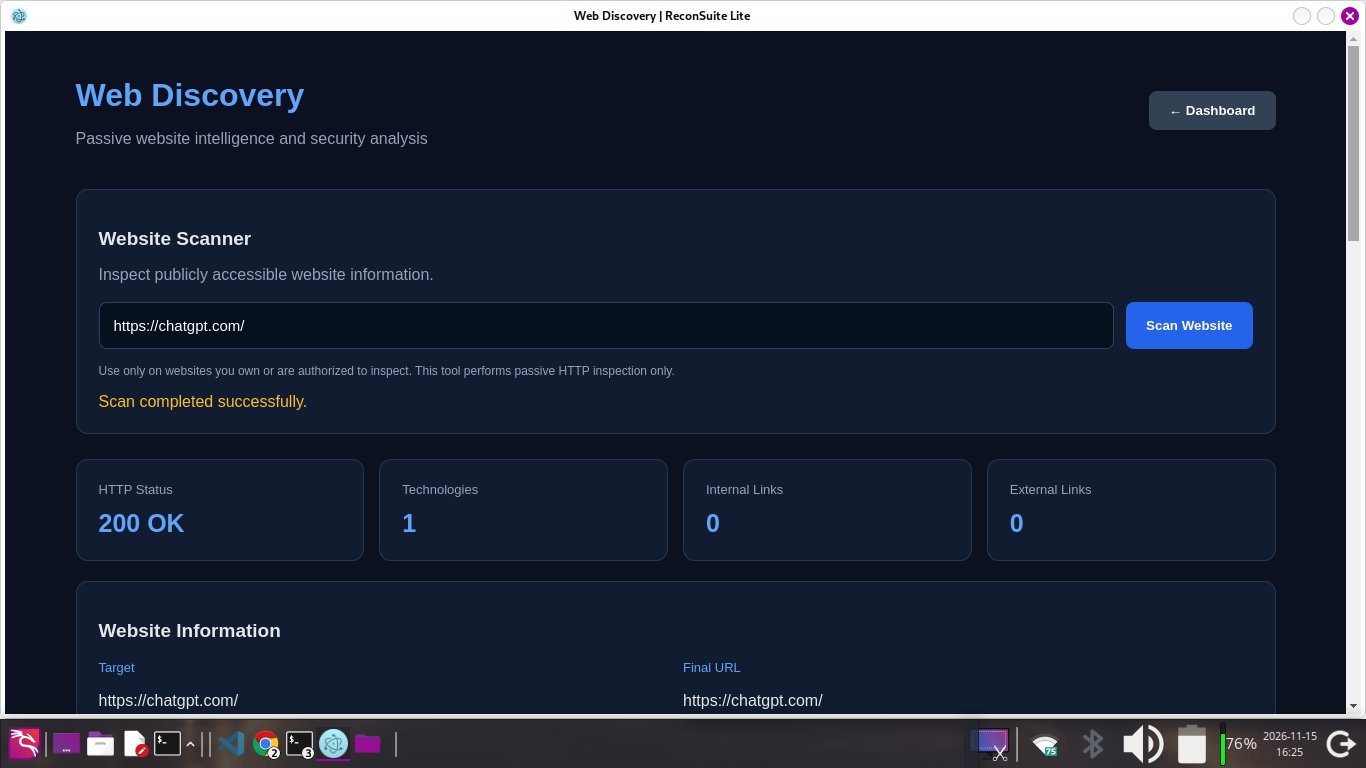 Web Discovery | ReconSuite Lite
Web Discovery
← Dashboard
Passive website intelligence and security analysis
Website Scanner
Inspect publicly accessible website information.
https://chatgpt.com/
Scan Website
Use only on websites you own or are authorized to inspect. This tool performs passive HTTP inspection only.
Scan completed successfully.
HTTP Status
200 OK
Technologies
1
Internal Links
0
External Links
0
Website Information
Target
https://chatgpt.com/
Final URL
https://chatgpt.com/
...
$-
2
$-
3
75
76%
2026-11-15
16:25